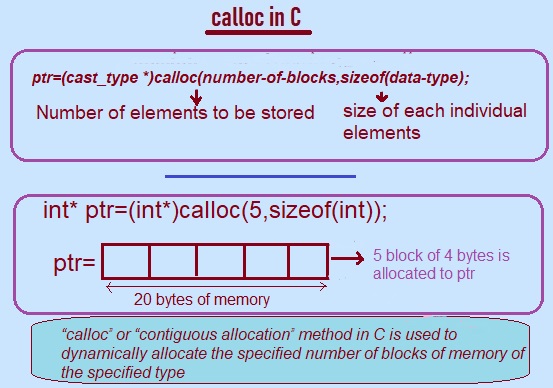 calloc in C
ptr=(cast_type *)calloc(number-of-blocks,sizeof(data-type);
Number of elements to be stored
size of each individual
elements
int* ptr=(int*)calloc(5,sizeof(int));
ptr=
5 block of 4 bytes is
allocated to ptr
20 bytes of memory
"calloc" or "contiguous allocation" method in C is used to
dynamically allocate the specified number of blocks of memory of
the specified type